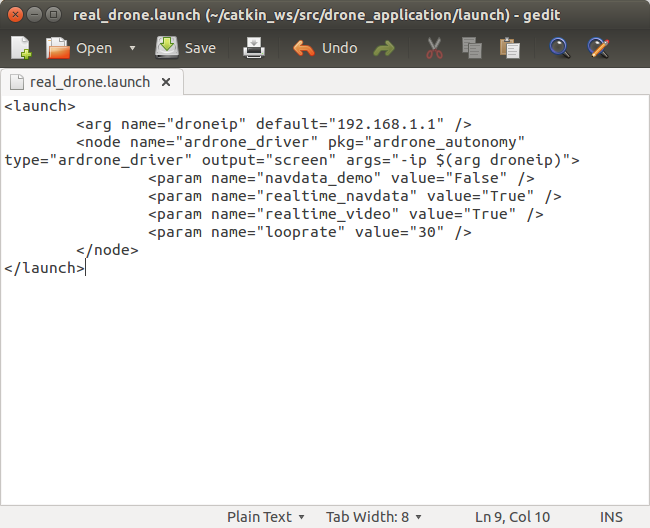 real_drone.launch (~/catkin_ws/src/drone_application/launch) - gedit
Open Save Undo
real_drone.launch
<launch>
        <arg name="droneip" default="192.168.1.1" />
        <node name="ardrone_driver" pkg="ardrone_autonomy"
type="ardrone_driver" output="screen" args="-ip $(arg droneip)">
                <param name="navdata_demo" value="False" />
                <param name="realtime_navdata" value="True" />
                <param name="realtime_video" value="True" />
                <param name="looprate" value="30" />
        </node>
</launch>
Plain Text Tab Width: 8 Ln 9, Col 10 INS